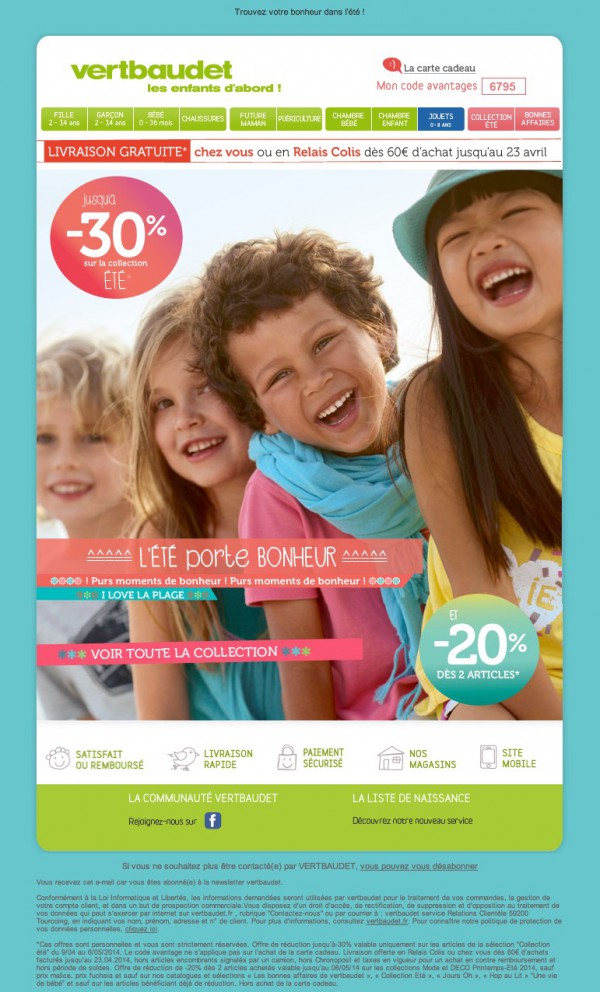 Trouvez votre bonheur dans l'été !
vertbaudet
les enfants d'abord !
La carte cadeau
Mon code avantages 6795
FILLE
2 - 14 ans
GARÇON
2 - 14 ans
BÉBÉ
0 - 36 mois
CHAUSSURES
FUTURE
MAMAN
PUÉRICULTURE
CHAMBRE
BÉBÉ
CHAMBRE
ENFANT
JOUETS
0 - 8 ANS
COLLECTION
ÉTÉ
BONNES
AFFAIRES
LIVRAISON GRATUITE* chez vous ou en Relais Colis dès 60€ d'achat jusqu'au 23 avril
jusqu'à
-30%
sur la collection
ÉTÉ*
L'ÉTÉ porte BONHEUR
! Purs moments de bonheur ! Purs moments de bonheur !
I LOVE LA PLAGE
VOIR TOUTE LA COLLECTION
ET
-20%
DÈS 2 ARTICLES*
SATISFAIT
OU REMBOURSÉ
LIVRAISON
RAPIDE
PAIEMENT
SÉCURISÉ
NOS
MAGASINS
SITE
MOBILE
LA COMMUNAUTÉ VERTBAUDET
Rejoignez-nous sur f
LA LISTE DE NAISSANCE
Découvrez notre nouveau service
Si vous ne souhaitez plus être contacté(e) par VERTBAUDET, vous pouvez vous désabonner
Vous recevez cet e-mail car vous êtes abonné(e) à la newsletter vertbaudet.
Conformément à la Loi Informatique et Libertés, les informations demandées seront utilisées par vertbaudet pour le traitement de vos commandes, la gestion de
votre compte client, et dans un but de prospection commerciale.Vous disposez d'un droit d'accès, de rectification, de suppression et d'opposition au traitement de
vos données qui peut s'exercer par internet sur vertbaudet.fr , rubrique "Contactez-nous" ou par courrier à : vertbaudet service Relations Clientèle 59200
Tourcoing, en indiquant vos nom, prénom, adresse et n° de client. Pour plus d'informations, consultez vertbaudet.fr. Pour connaître notre politique de protection de
vos données personnelles, cliquez ici.
*Ces offres sont personnelles et vous sont strictement réservées. Offre de réduction jusqu'à-30% valable uniquement sur les articles de la sélection "Collection
été" du 9/04 au 6/05/2014. Le code avantage ne s'applique pas sur l'achat de la carte cadeau. Livraison offerte en Relais Colis ou chez vous dès 60€ d'achats
facturés jusqu'au 23.04.2014, hors articles encombrants signalés par un camion, hors Chronopost et taxes en vigueur pour un achat en contre remboursement et
hors période de soldes. Offre de réduction de -20% dès 2 articles achetés valable jusqu'au 06/05/14 sur les collections Mode et DECO Printemps-Eté 2014, sauf
prix malice, prix fuchsia et sauf sur nos catalogues et sélections « Les bonnes affaires de vertbaudet », « Collection Eté », « Jours Oh », « Hop au Lit » "Une vie
de bébé" et sauf sur les articles bénéficiant déjà de réduction. Hors achat de la carte cadeau.